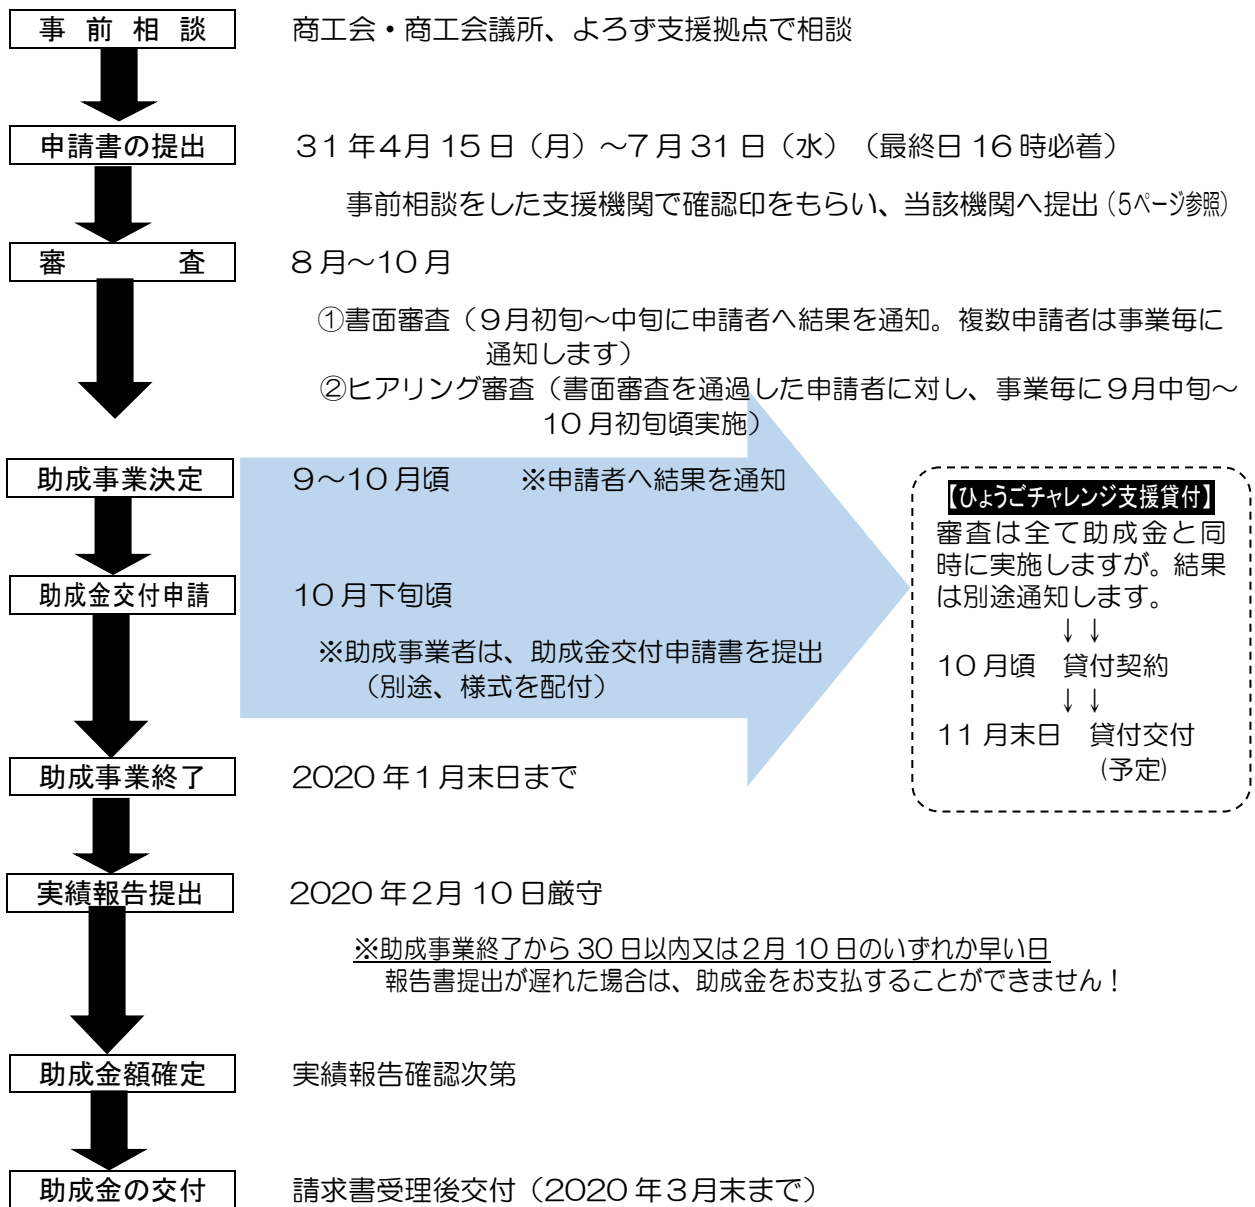 事前相談　商工会・商工会議所、よろず支援拠点で相談
申請書の提出　31年4月15日（月）～7月31日（水）（最終日16時必着）
事前相談をした支援機関で確認印をもらい、当該機関へ提出（5ページ参照）
審査　8月～10月
①書面審査（9月初旬～中旬に申請者へ結果を通知。複数申請者は事業毎に
通知します）
②ヒアリング審査（書面審査を通過した申請者に対し、事業毎に9月中旬～
10月初旬頃実施）
助成事業決定　9～10月頃　※申請者へ結果を通知
助成金交付申請　10月下旬頃
※助成事業者は、助成金交付申請書を提出
（別途、様式を配付）
【ひょうごチャレンジ支援貸付】
審査は全て助成金と同
時に実施しますが。結果
は別途通知します。
↓↓
10月頃　貸付契約
↓↓
11月末日　貸付交付
(予定)
助成事業終了　2020年1月末日まで
実績報告提出　2020年2月10日厳守
※助成事業終了から30日以内又は2月10日のいずれか早い日
報告書提出が遅れた場合は、助成金をお支払することができません！
助成金額確定　実績報告確認次第
助成金の交付　請求書受理後交付（2020年3月末まで）